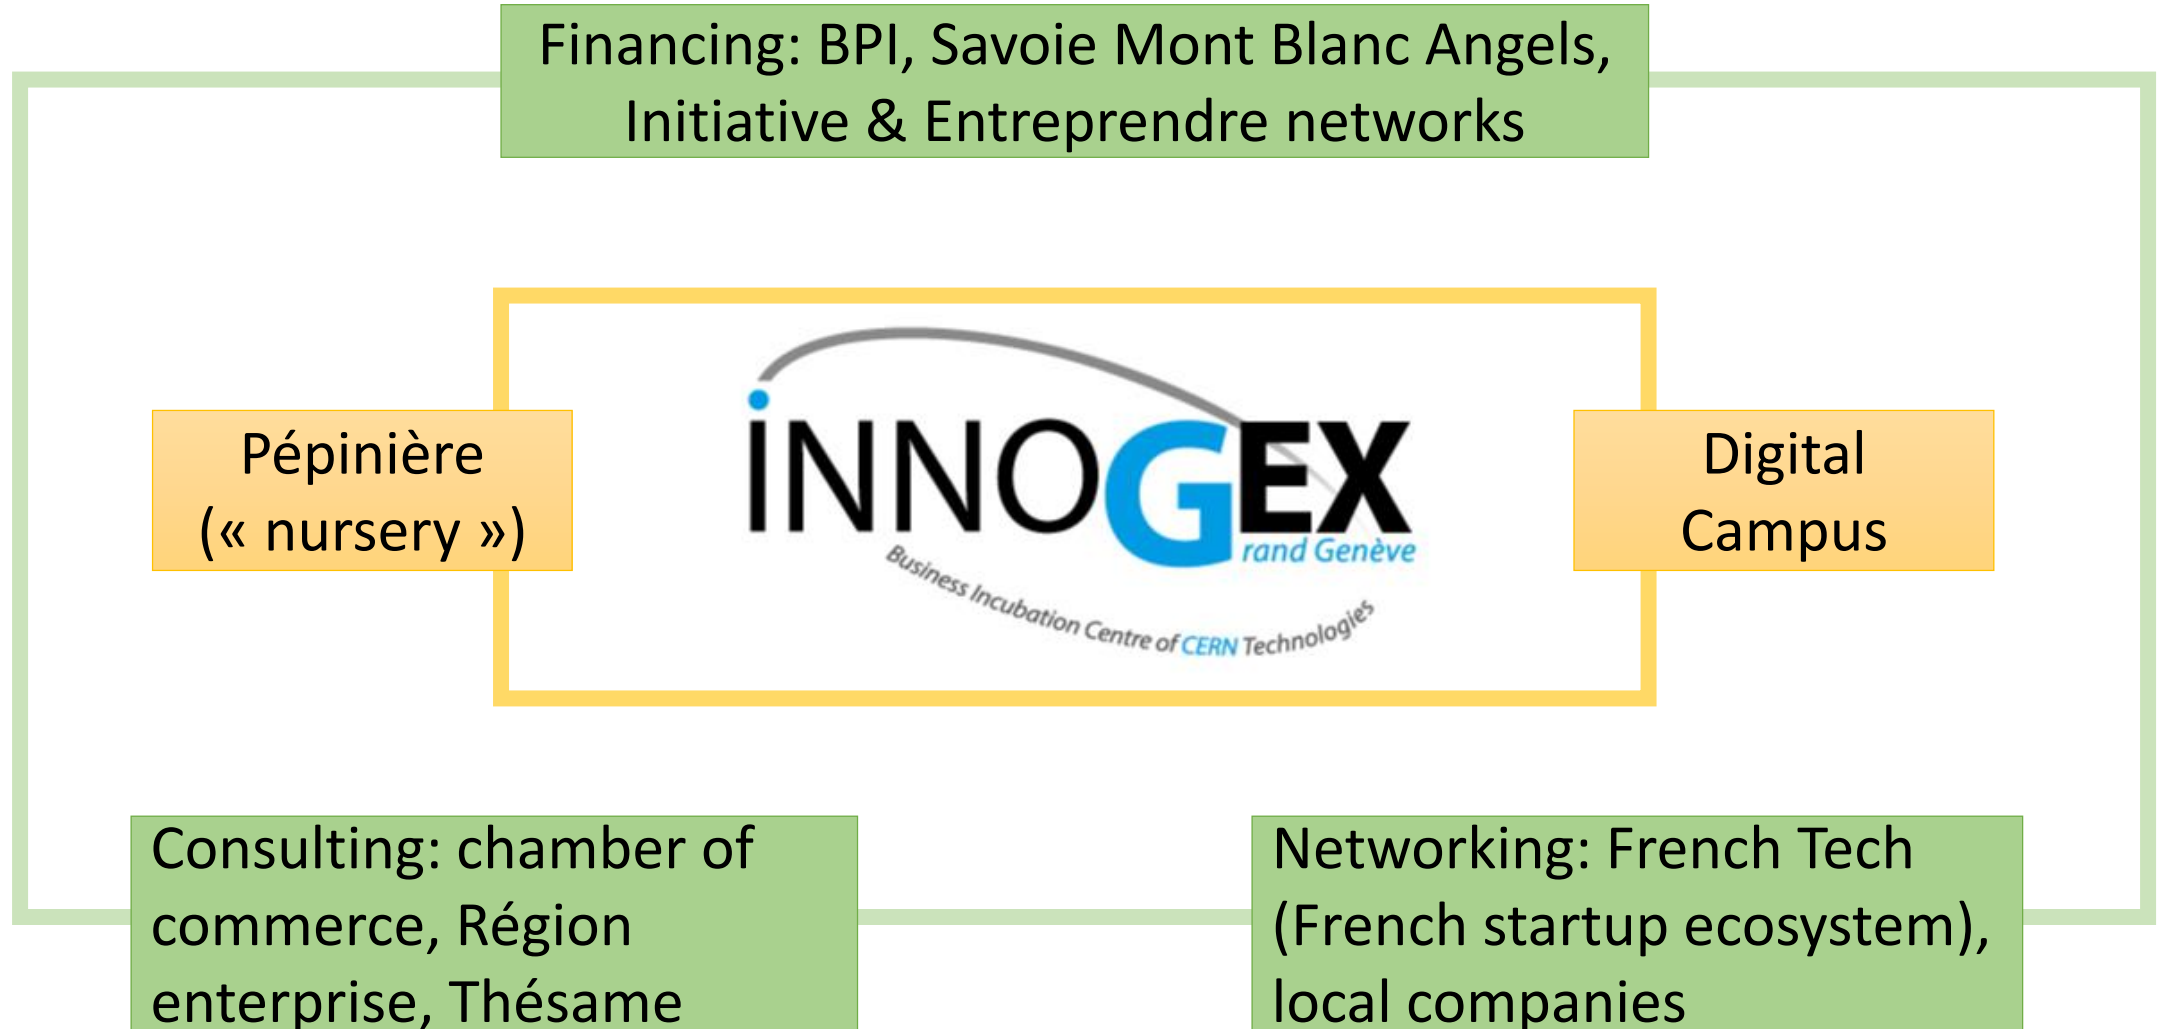 Financing: BPI, Savoie Mont Blanc Angels,
Initiative & Entreprendre networks
Pépinière
(« nursery »)
iNNOGEX
rand Genève
Business Incubation Centre of CERN Technologies
Digital
Campus
Consulting: chamber of
commerce, Région
enterprise, Thésame
Networking: French Tech
(French startup ecosystem),
local companies